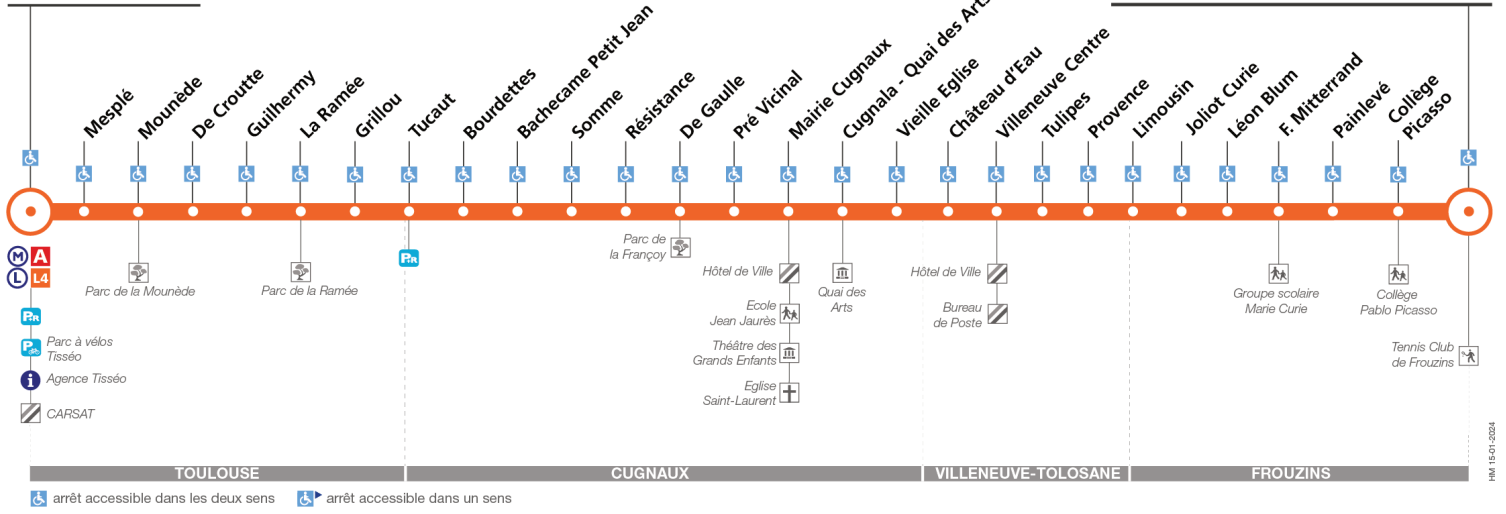 Mesplé
Mounède
De Croutte
Guilhermy
La Ramée
Grillou
Tucaut
Bourdettes
Bachecame Petit Jean
Somme
Résistance
De Gaulle
Pré Vicinal
Mairie Cugnaux
Cugnala - Quai des Arts
Vieille Eglise
Château d'Eau
Villeneuve Centre
Tulipes
Provence
Limousin
Joliot Curie
Léon Blum
F. Mitterrand
Painlevé
Collège
Picasso
M A
L L4
P+R
Parc à vélos
Tisséo
Agence Tisséo
CARSAT
Parc de la Mounède
Parc de la Ramée
P+R
Parc de
la Françoy
Hôtel de Ville
Ecole
Jean Jaurès
Théâtre des
Grands Enfants
Eglise
Saint-Laurent
Quai des
Arts
Hôtel de Ville
Bureau
de Poste
Groupe scolaire
Marie Curie
Collège
Pablo Picasso
Tennis Club
de Frouzins
TOULOUSE
CUGNAUX
VILLENEUVE-TOLOSANE
FROUZINS
arrêt accessible dans les deux sens
arrêt accessible dans un sens
HM 15-01-2024